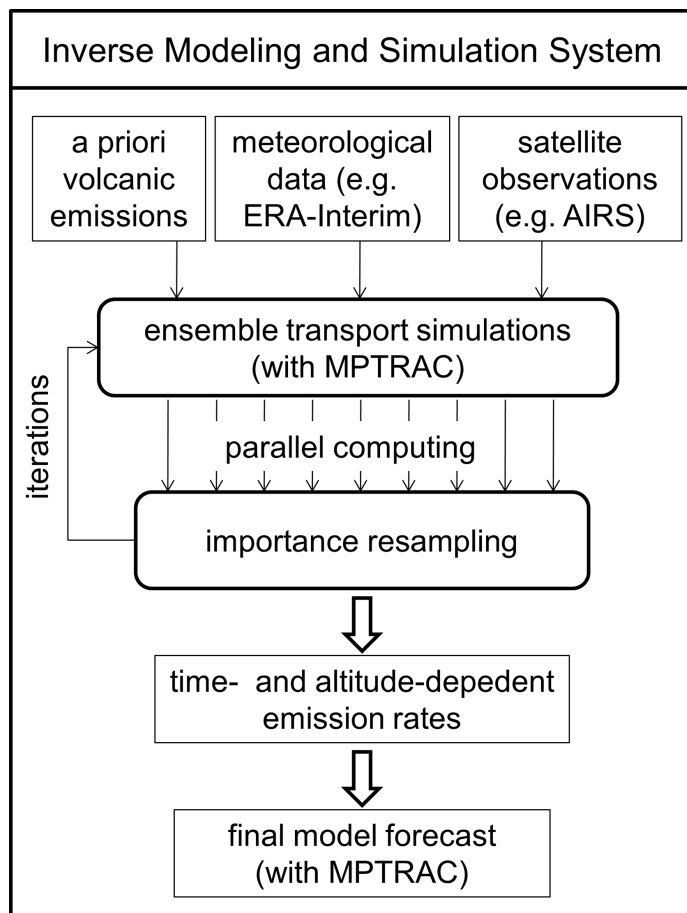 Inverse Modeling and Simulation System
a priori
volcanic
emissions
meteorological
data (e.g.
ERA-Interim)
satellite
observations
(e.g. AIRS)
ensemble transport simulations
(with MPTRAC)
parallel computing
iterations
importance resampling
time-  and altitude-depedent
emission rates
final model forecast
(with MPTRAC)